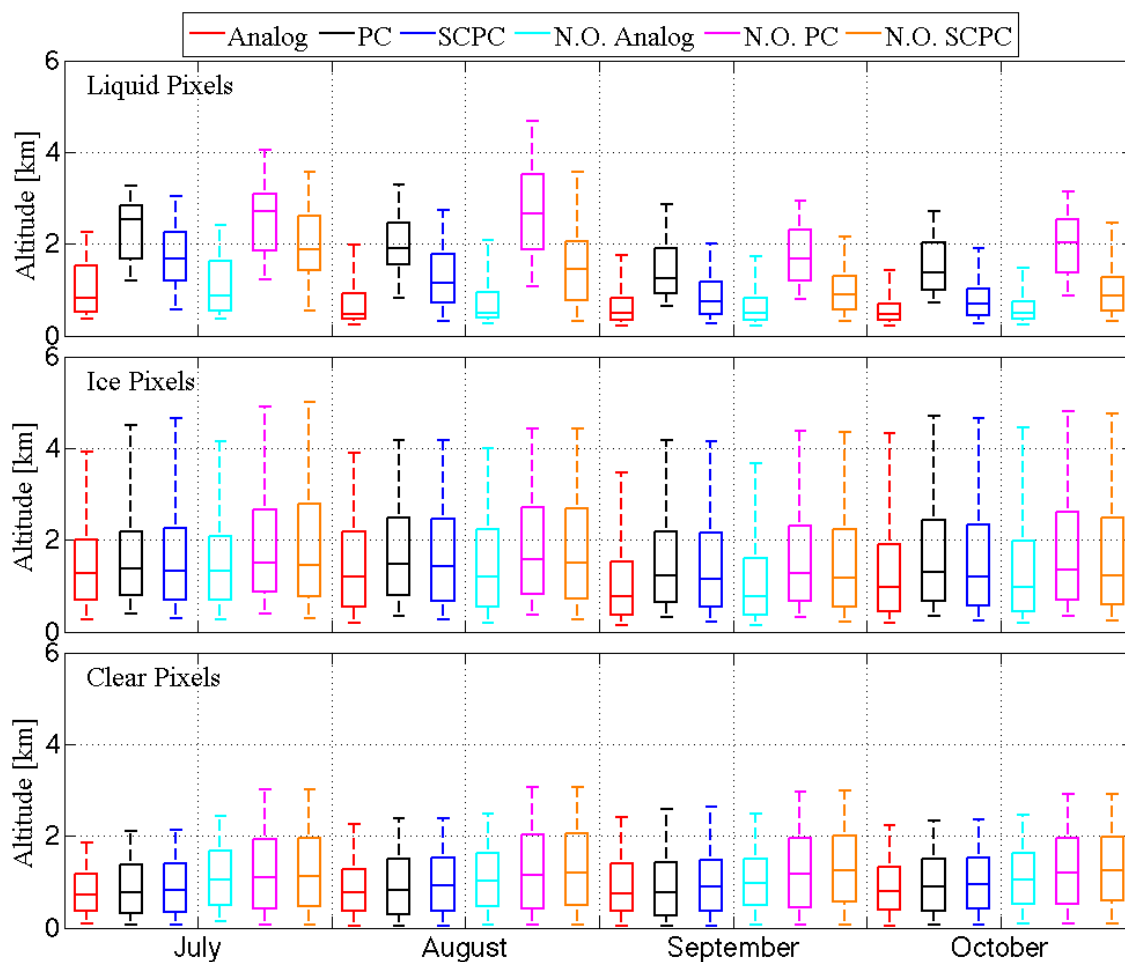 Analog PC SCPC N.O. Analog N.O. PC N.O. SCPC
6
Liquid Pixels
4
Altitude [km]
2
0
6
Ice Pixels
4
Altitude [km]
2
0
6
Clear Pixels
4
Altitude [km]
2
0
July August September October